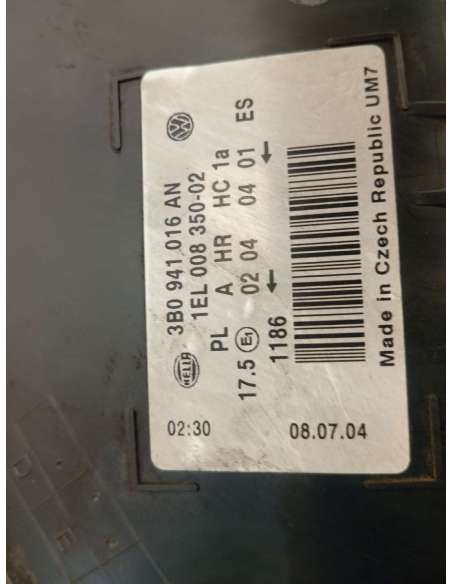 3B0 941 016 AN
1EL 008 350-02
PL A HR HC 1a
17.5 E1 02 04 04 01 ES
1186 ← ←
HELLA
02:30
08.07.04
Made in Czech Republic UM7